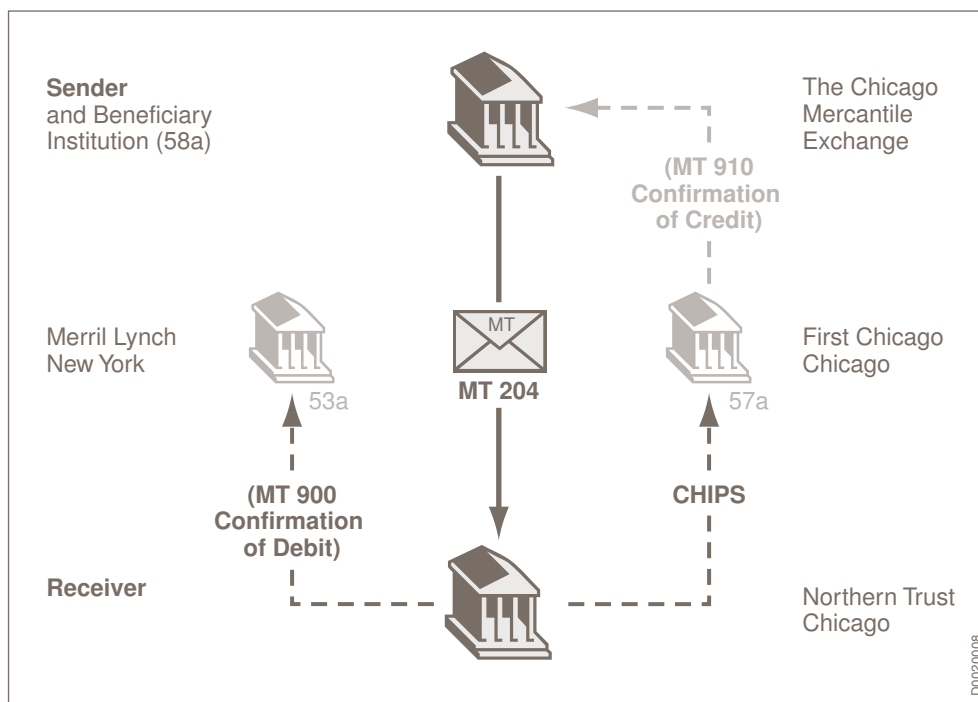 Sender
and Beneficiary
Institution (58a)
The Chicago
Mercantile
Exchange
(MT 910
Confirmation
of Credit)
Merril Lynch
New York
53a
MT
MT 204
57a
First Chicago
Chicago
(MT 900
Confirmation
of Debit)
CHIPS
Receiver
Northern Trust
Chicago
D0020008